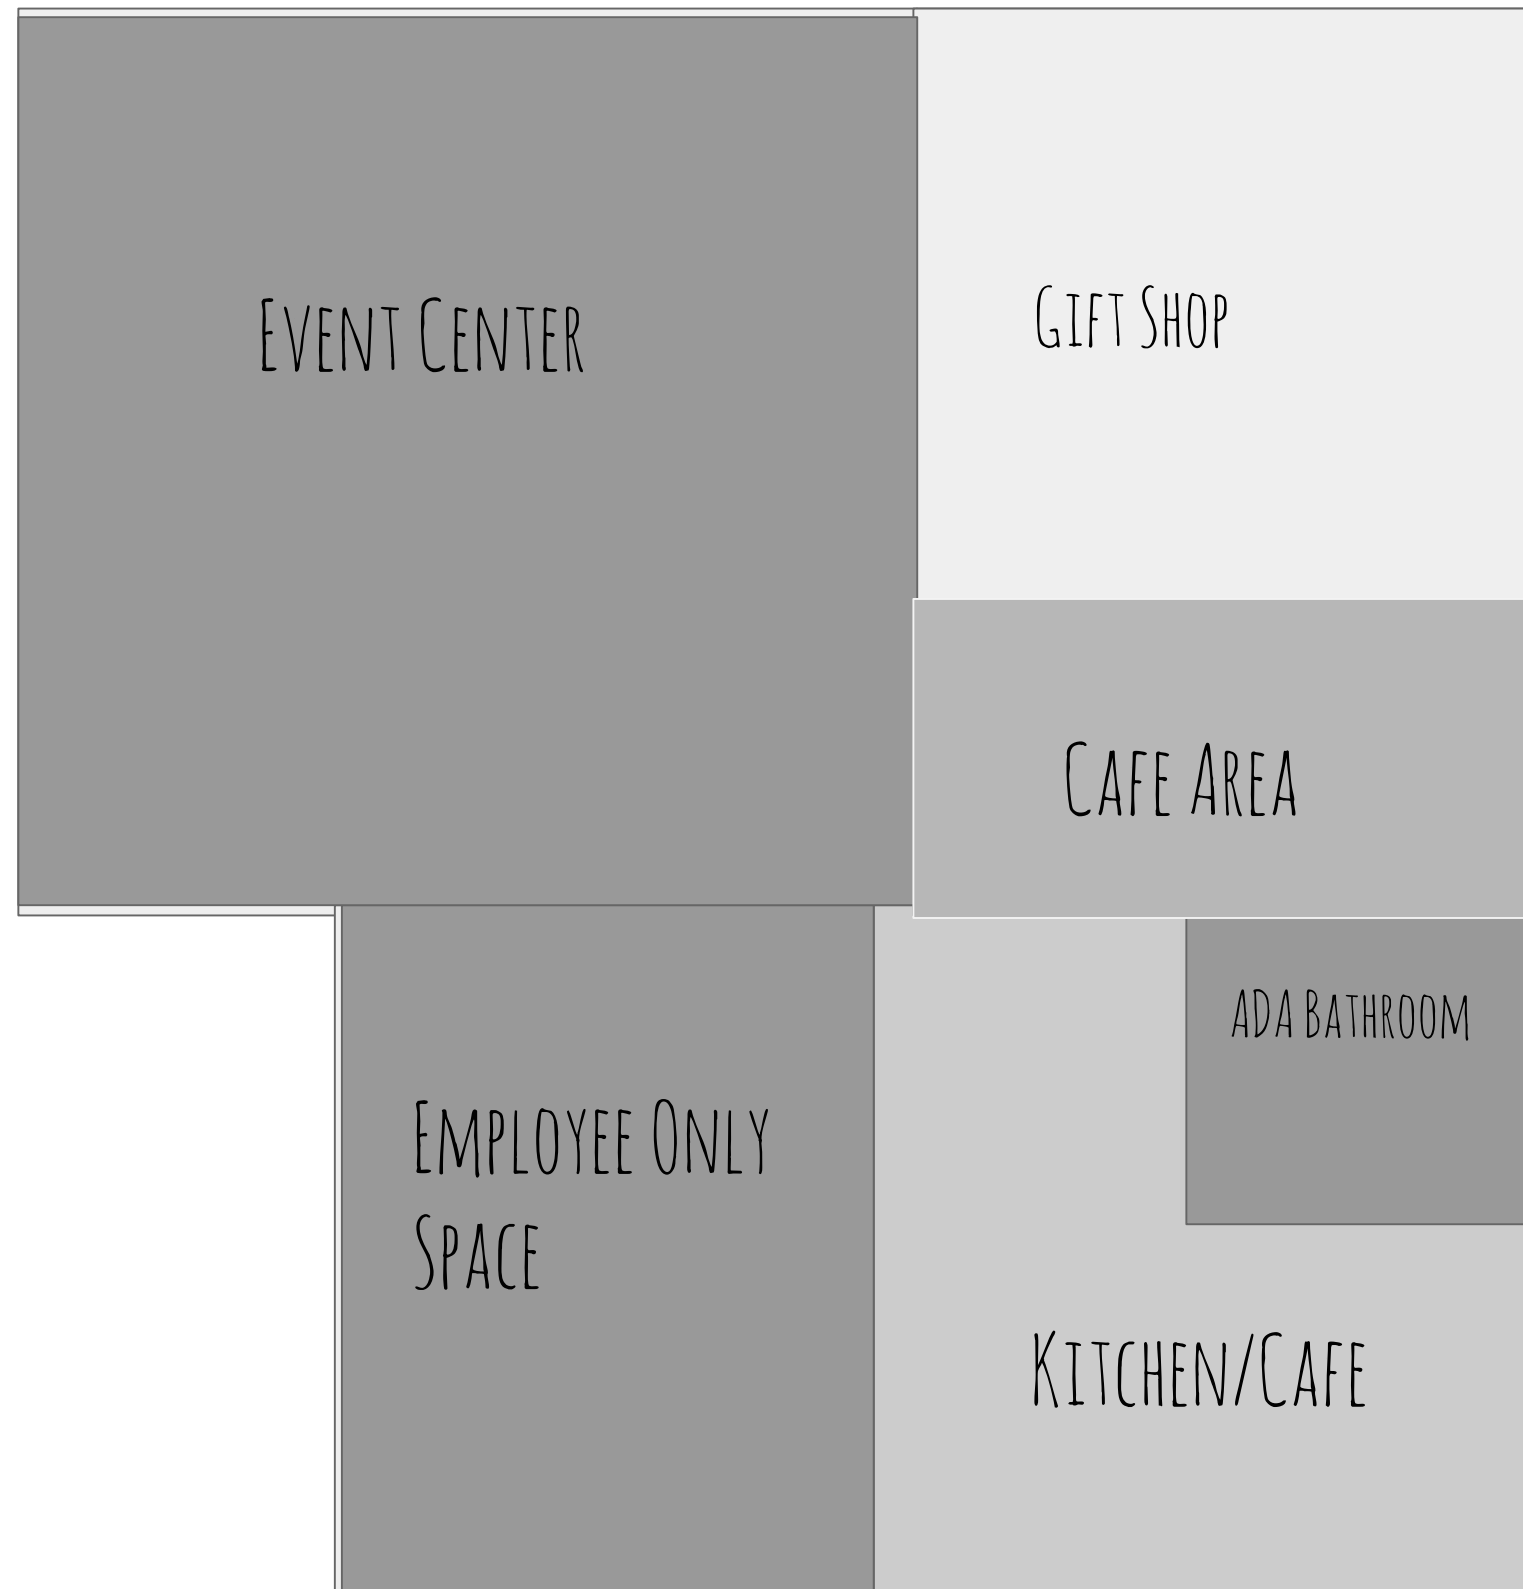 Event Center
Gift Shop
Cafe Area
ADA Bathroom
Employee Only
Space
Kitchen/Cafe